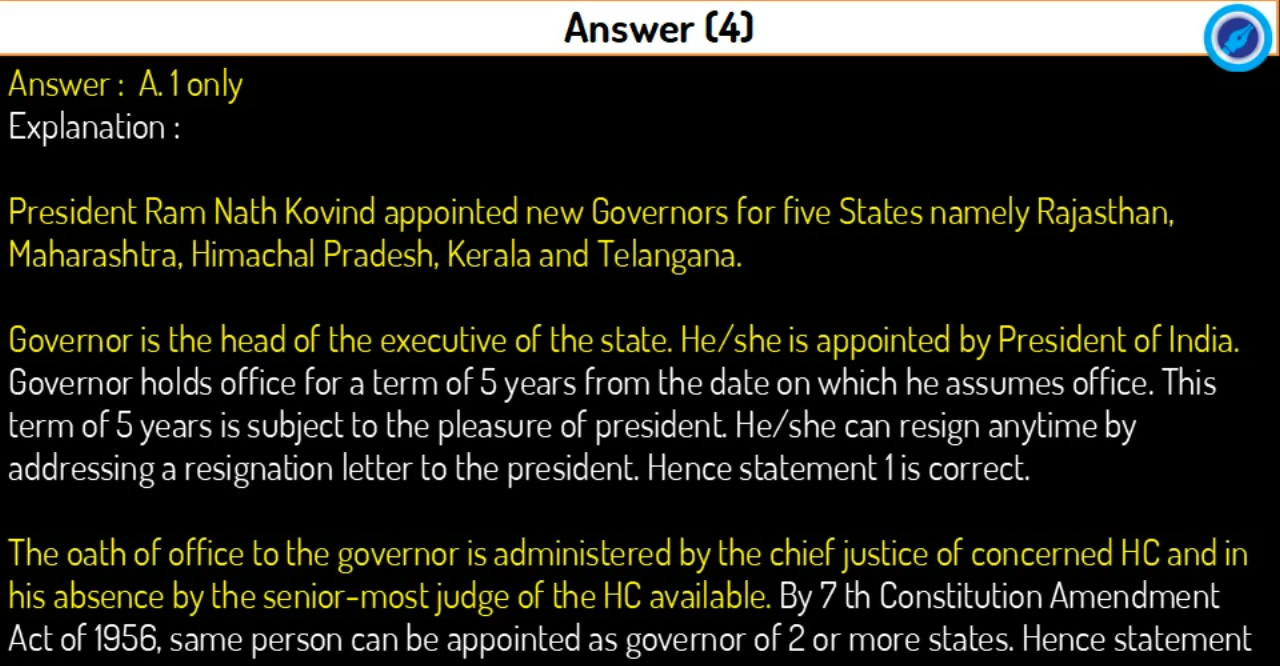 Answer (4)
Answer : A. 1 only
Explanation :
President Ram Nath Kovind appointed new Governors for five States namely Rajasthan,
Maharashtra, Himachal Pradesh, Kerala and Telangana.
Governor is the head of the executive of the state. He/she is appointed by President of India.
Governor holds office for a term of 5 years from the date on which he assumes office. This
term of 5 years is subject to the pleasure of president. He/she can resign anytime by
addressing a resignation letter to the president. Hence statement 1 is correct.
The oath of office to the governor is administered by the chief justice of concerned HC and in
his absence by the senior-most judge of the HC available. By 7 th Constitution Amendment
Act of 1956, same person can be appointed as governor of 2 or more states. Hence statement